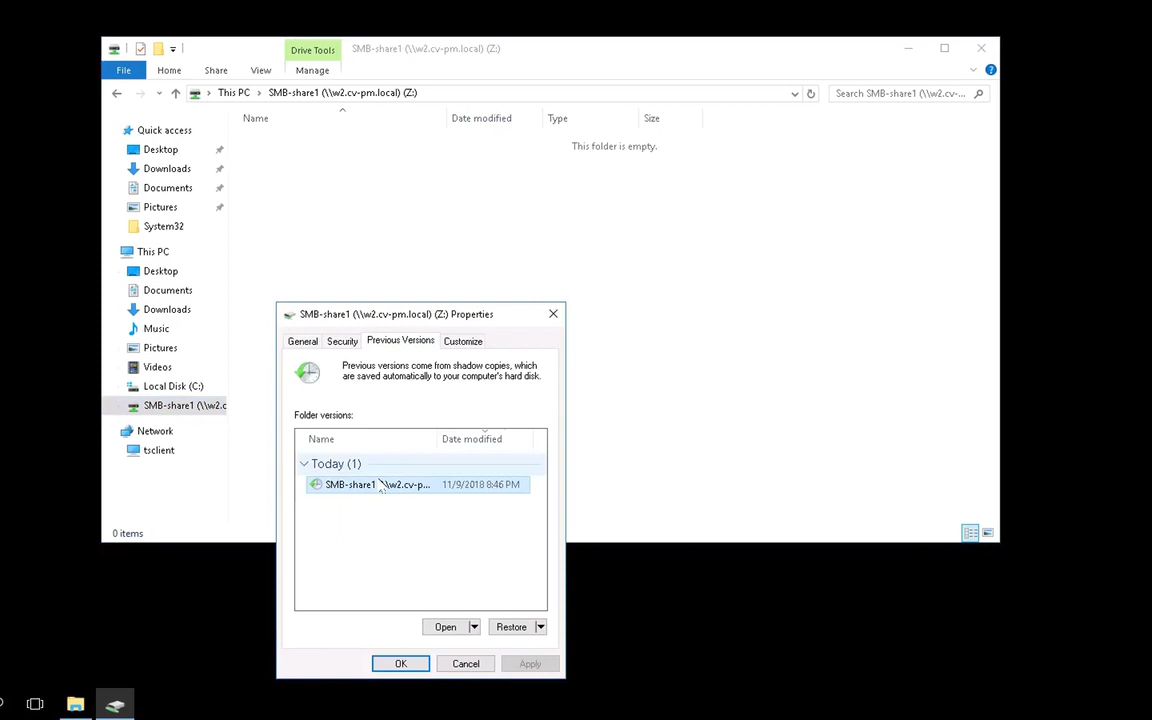 Drive Tools
SMB-share1 (\\w2.cv-pm.local) (Z:)
File
Home
Share
View
Manage
This PC
SMB-share1 (\\w2.cv-pm.local) (Z:)
Search SMB-share1 (\\w2.cv-...
Quick access
Desktop
Downloads
Documents
Pictures
System32
This PC
Desktop
Documents
Downloads
Music
Pictures
Videos
Local Disk (C:)
SMB-share1 (\\w2.c
Network
tsclient
Name
Date modified
Type
Size
This folder is empty.
0 items
SMB-share1 (\\w2.cv-pm.local) (Z:) Properties
General
Security
Previous Versions
Customize
Previous versions come from shadow copies, which
are saved automatically to your computer's hard disk.
Folder versions:
Name
Date modified
Today (1)
SMB-share1 \\w2.cv-p...
11/9/2018 8:46 PM
Open
Restore
OK
Cancel
Apply